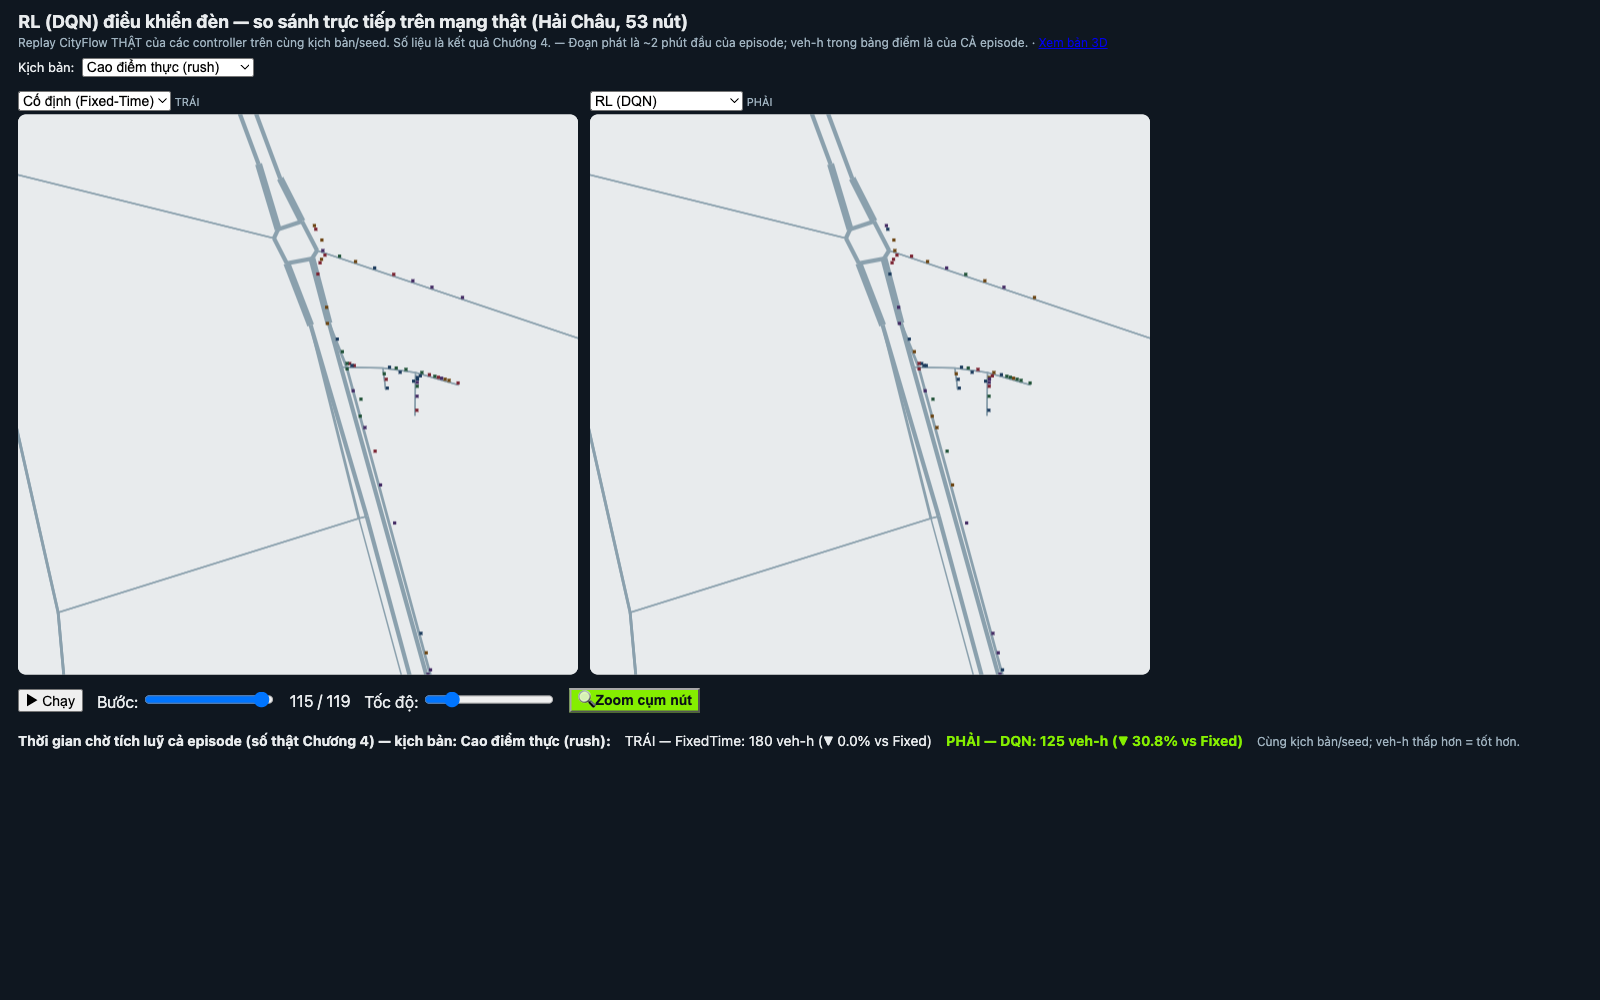 RL (DQN) điều khiển đèn — so sánh trực tiếp trên mạng thật (Hải Châu, 53 nút)
Replay CityFlow THẬT của các controller trên cùng kịch bản/seed. Số liệu là kết quả Chương 4. — Đoạn phát là ~2 phút đầu của episode; veh-h trong bảng điểm là của CẢ episode. · Xem bản 3D
Kịch bản: Cao điểm thực (rush)
Cố định (Fixed-Time) TRÁI
RL (DQN) PHẢI
▶ Chạy Bước: 115 / 119 Tốc độ: 🔍Zoom cụm nút
Thời gian chờ tích luỹ cả episode (số thật Chương 4) — kịch bản: Cao điểm thực (rush): TRÁI — FixedTime: 180 veh-h (▼ 0.0% vs Fixed) PHẢI — DQN: 125 veh-h (▼ 30.8% vs Fixed) Cùng kịch bản/seed; veh-h thấp hơn = tốt hơn.